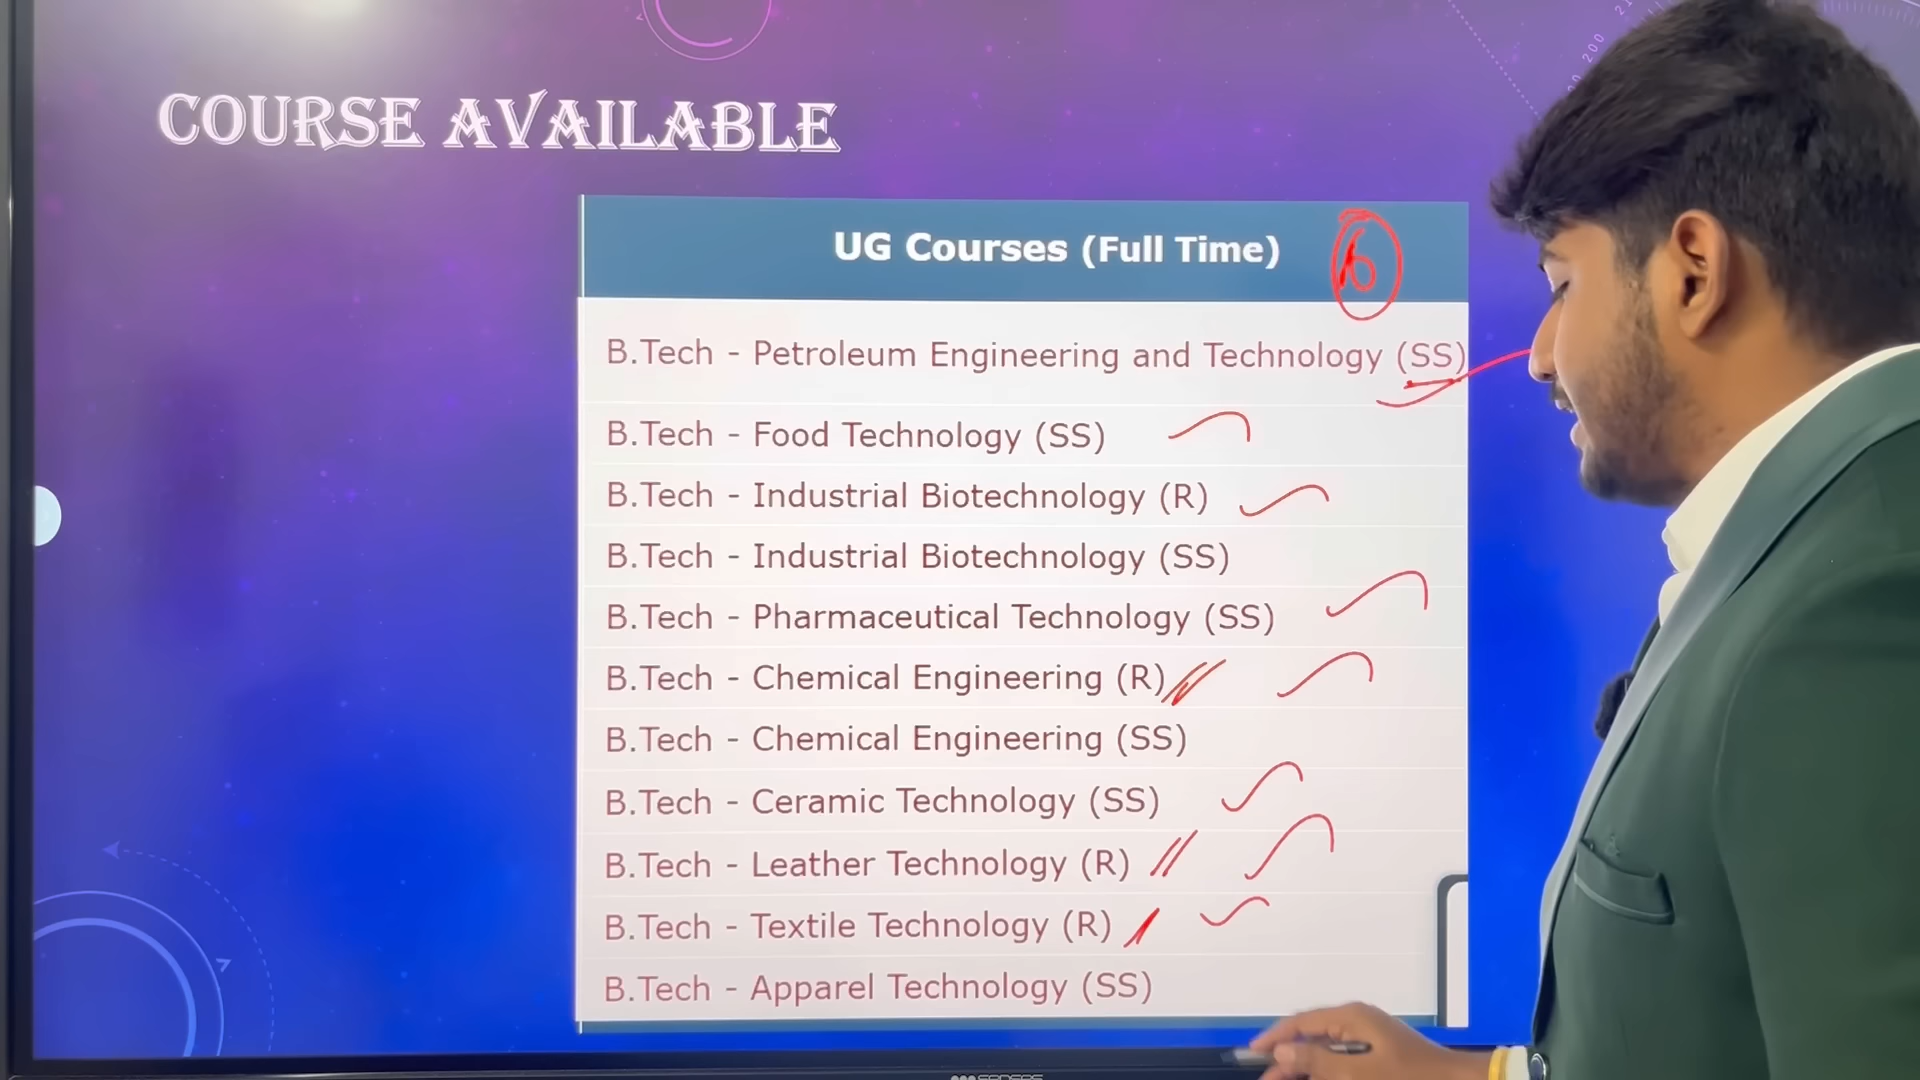 COURSE AVAILABLE
UG Courses (Full Time)
6
B.Tech - Petroleum Engineering and Technology (SS)
B.Tech - Food Technology (SS)
B.Tech - Industrial Biotechnology (R)
B.Tech - Industrial Biotechnology (SS)
B.Tech - Pharmaceutical Technology (SS)
B.Tech - Chemical Engineering (R)
B.Tech - Chemical Engineering (SS)
B.Tech - Ceramic Technology (SS)
B.Tech - Leather Technology (R)
B.Tech - Textile Technology (R)
B.Tech - Apparel Technology (SS)
200